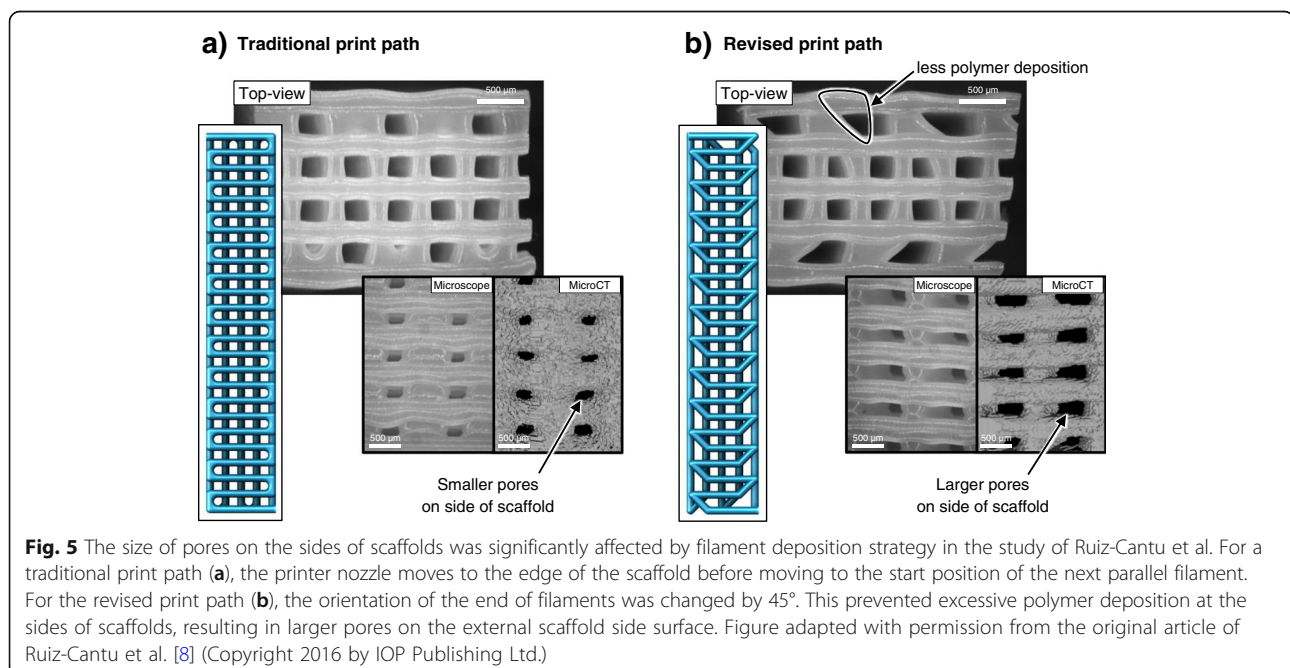 a) Traditional print path
Top-view
500 µm
Microscope
MicroCT
500 µm
500 µm
Smaller pores
on side of scaffold
b) Revised print path
less polymer deposition
Top-view
500 µm
Microscope
MicroCT
500 µm
500 µm
Larger pores
on side of scaffold
Fig. 5 The size of pores on the sides of scaffolds was significantly affected by filament deposition strategy in the study of Ruiz-Cantu et al. For a
traditional print path (a), the printer nozzle moves to the edge of the scaffold before moving to the start position of the next parallel filament.
For the revised print path (b), the orientation of the end of filaments was changed by 45°. This prevented excessive polymer deposition at the
sides of scaffolds, resulting in larger pores on the external scaffold side surface. Figure adapted with permission from the original article of
Ruiz-Cantu et al. [8] (Copyright 2016 by IOP Publishing Ltd.)